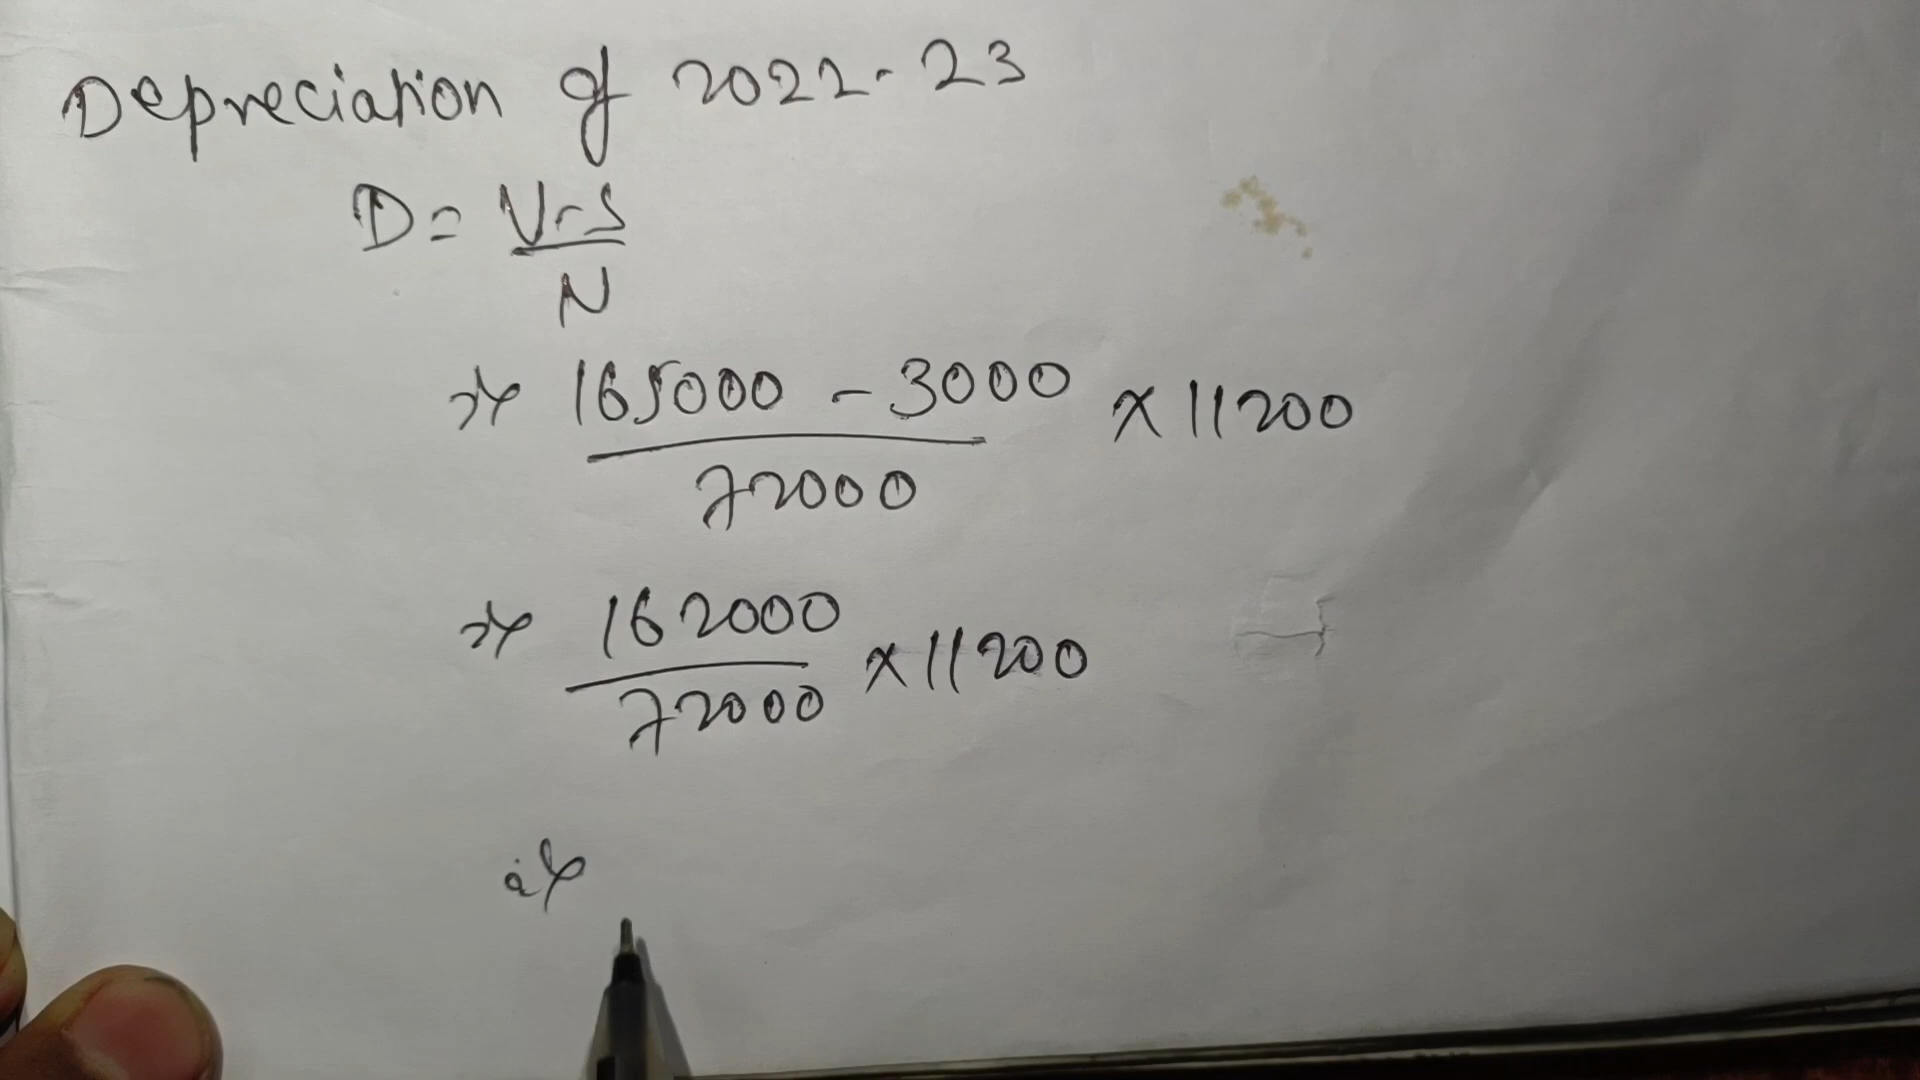 Depreciation of 2022-23
D = V-S
N
=> 165000 - 3000 × 11200
72000
=> 162000 × 11200
72000